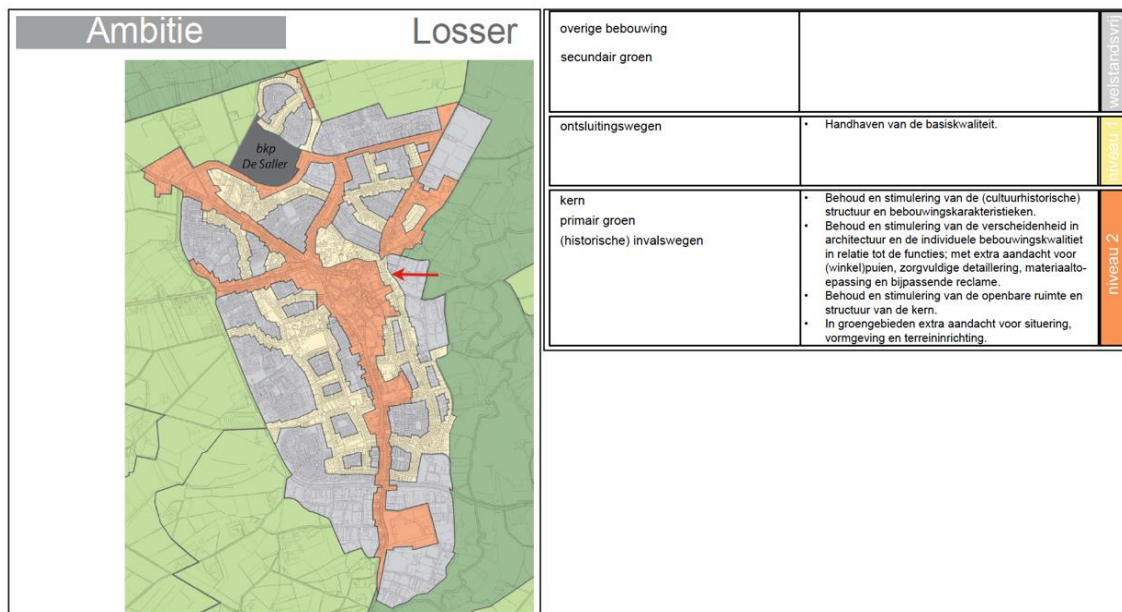 Ambitie
Losser
bkp
De Saller
overige bebouwing
secundair groen
welstandsvrij
ontsluitingswegen
• Handhaven van de basiskwaliteit.
niveau 1
kern
primair groen
(historische) invalswegen
• Behoud en stimulering van de (cultuurhistorische)
structuur en bebouwingskarakteristieken.
• Behoud en stimulering van de verscheidenheid in
architectuur en de individuele bebouwingskwalitiet
in relatie tot de functies; met extra aandacht voor
(winkel)puien, zorgvuldige detaillering, materiaalto-
epassing en bijpassende reclame.
• Behoud en stimulering van de openbare ruimte en
structuur van de kern.
• In groengebieden extra aandacht voor situering,
vormgeving en terreininrichting.
niveau 2